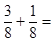 3/8 + 1/8 =